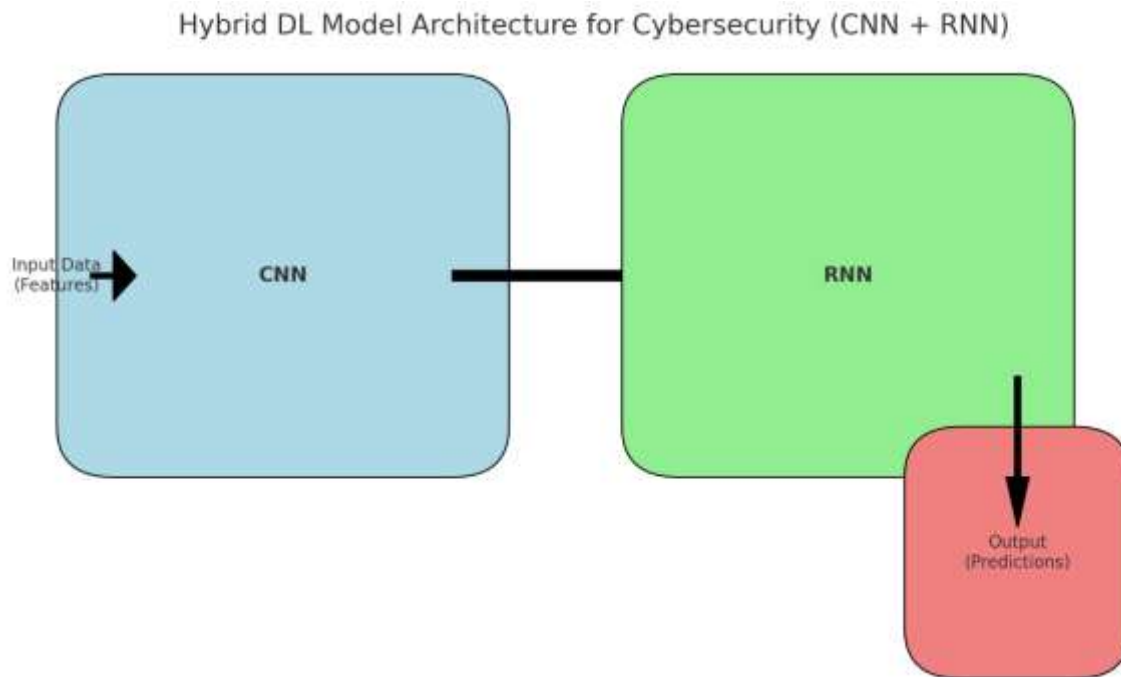 Hybrid DL Model Architecture for Cybersecurity (CNN + RNN)
Input Data
(Features)
CNN
RNN
Output
(Predictions)